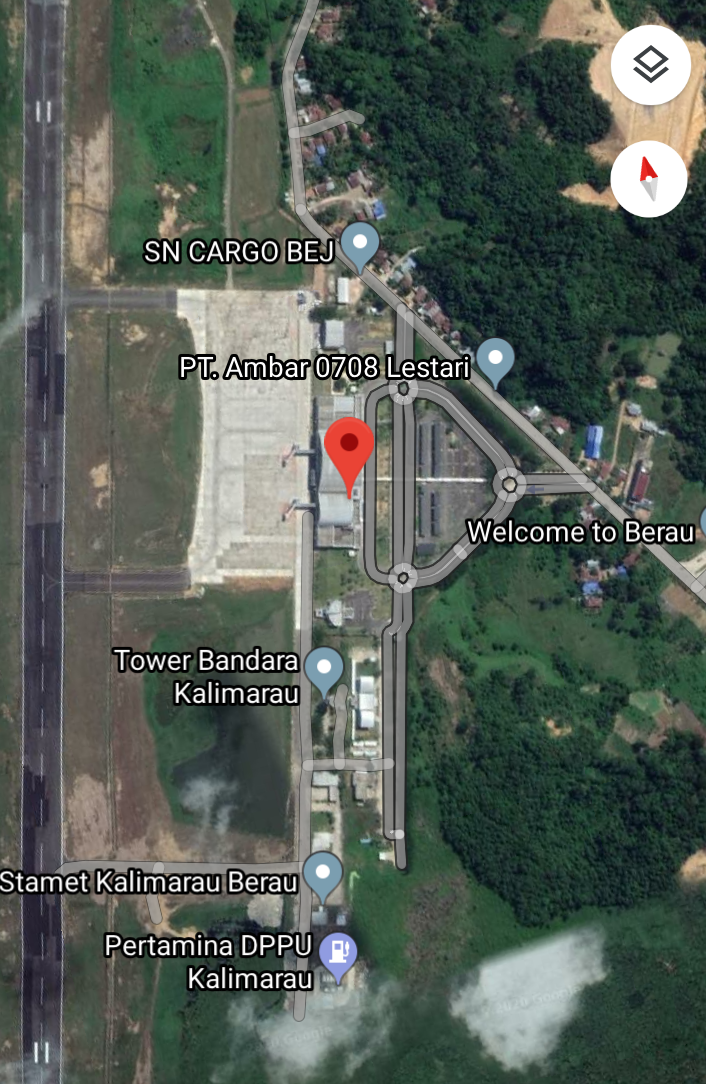 SN CARGO BEJ
PT. Ambar 0708 Lestari
Welcome to Berau
Tower Bandara
Kalimarau
Stamet Kalimarau Berau
Pertamina DPPU
Kalimarau